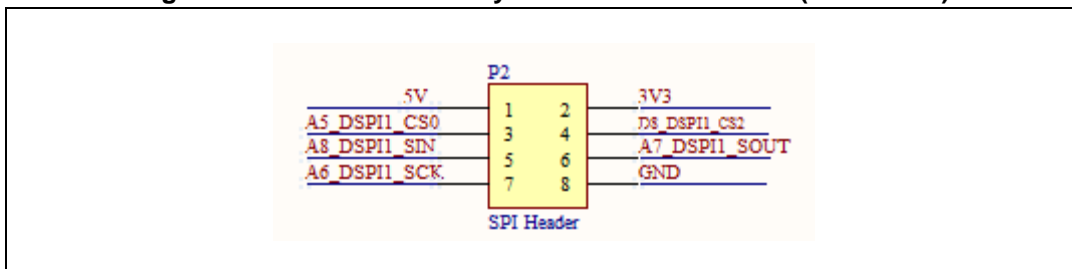 P2
5V 1 2 3V3
A5_DSPI1_CS0 3 4 D8_DSPI1_CS2
A8_DSPI1_SIN 5 6 A7_DSPI1_SOUT
A6_DSPI1_SCK 7 8 GND
SPI Header